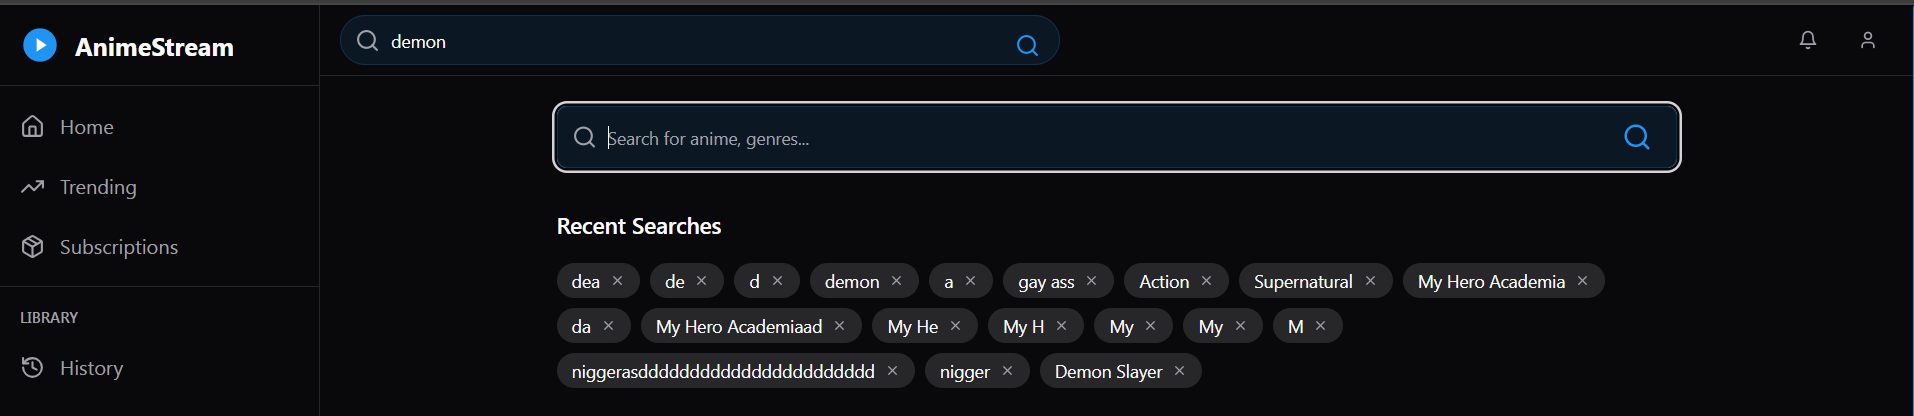 AnimeStream
demon
Home
Search for anime, genres...
Trending
Recent Searches
Subscriptions
dea × de × d × demon × a × gay ass × Action × Supernatural × My Hero Academia ×
LIBRARY
da × My Hero Academiaad × My He × My H × My × My × M ×
History
niggerasddddddddddddddddddddddd × nigger × Demon Slayer ×